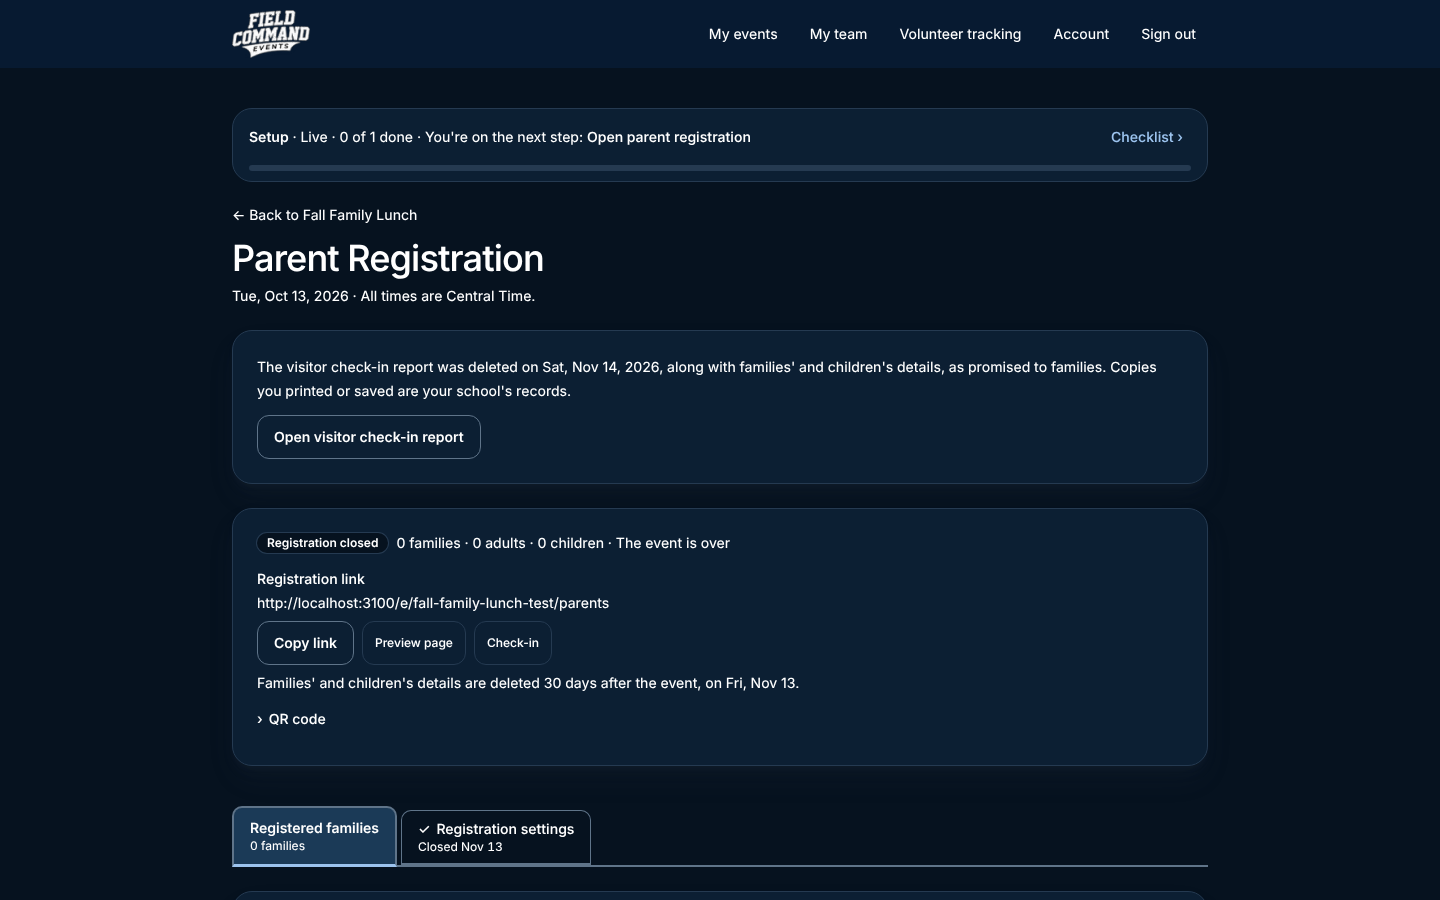 FIELD
COMMAND
EVENTS
My events
My team
Volunteer tracking
Account
Sign out
Setup · Live · 0 of 1 done · You're on the next step: Open parent registration
Checklist ›
← Back to Fall Family Lunch
Parent Registration
Tue, Oct 13, 2026 · All times are Central Time.
The visitor check-in report was deleted on Sat, Nov 14, 2026, along with families' and children's details, as promised to families. Copies
you printed or saved are your school's records.
Open visitor check-in report
Registration closed
0 families · 0 adults · 0 children · The event is over
Registration link
http://localhost:3100/e/fall-family-lunch-test/parents
Copy link
Preview page
Check-in
Families' and children's details are deleted 30 days after the event, on Fri, Nov 13.
› QR code
Registered families
0 families
✓ Registration settings
Closed Nov 13